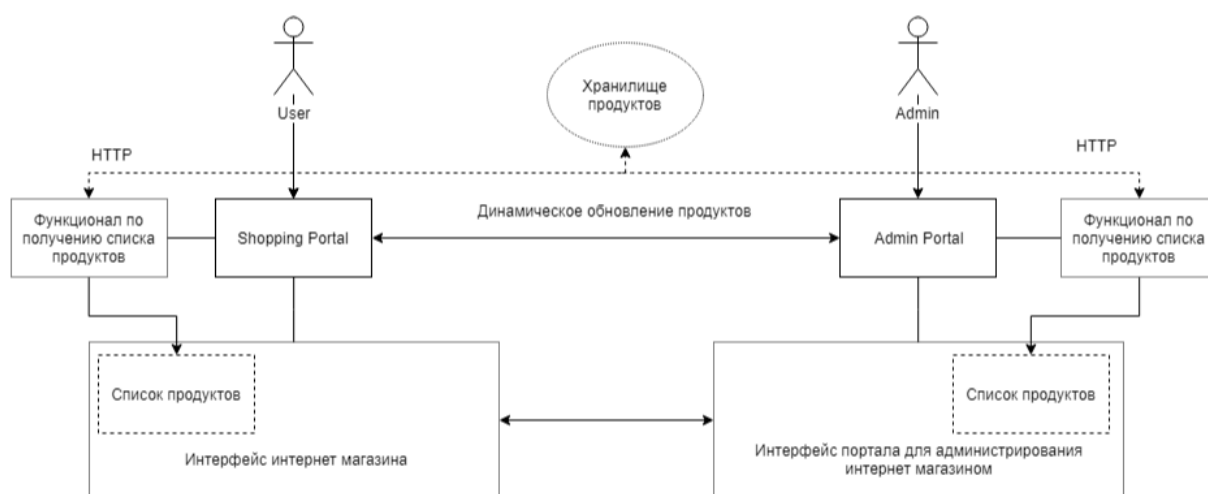 Хранилище
продуктов
User
Admin
HTTP
HTTP
Функционал по
получению списка
продуктов
Shopping Portal
Динамическое обновление продуктов
Admin Portal
Функционал по
получению списка
продуктов
Список продуктов
Список продуктов
Интерфейс интернет магазина
Интерфейс портала для администрирования
интернет магазином